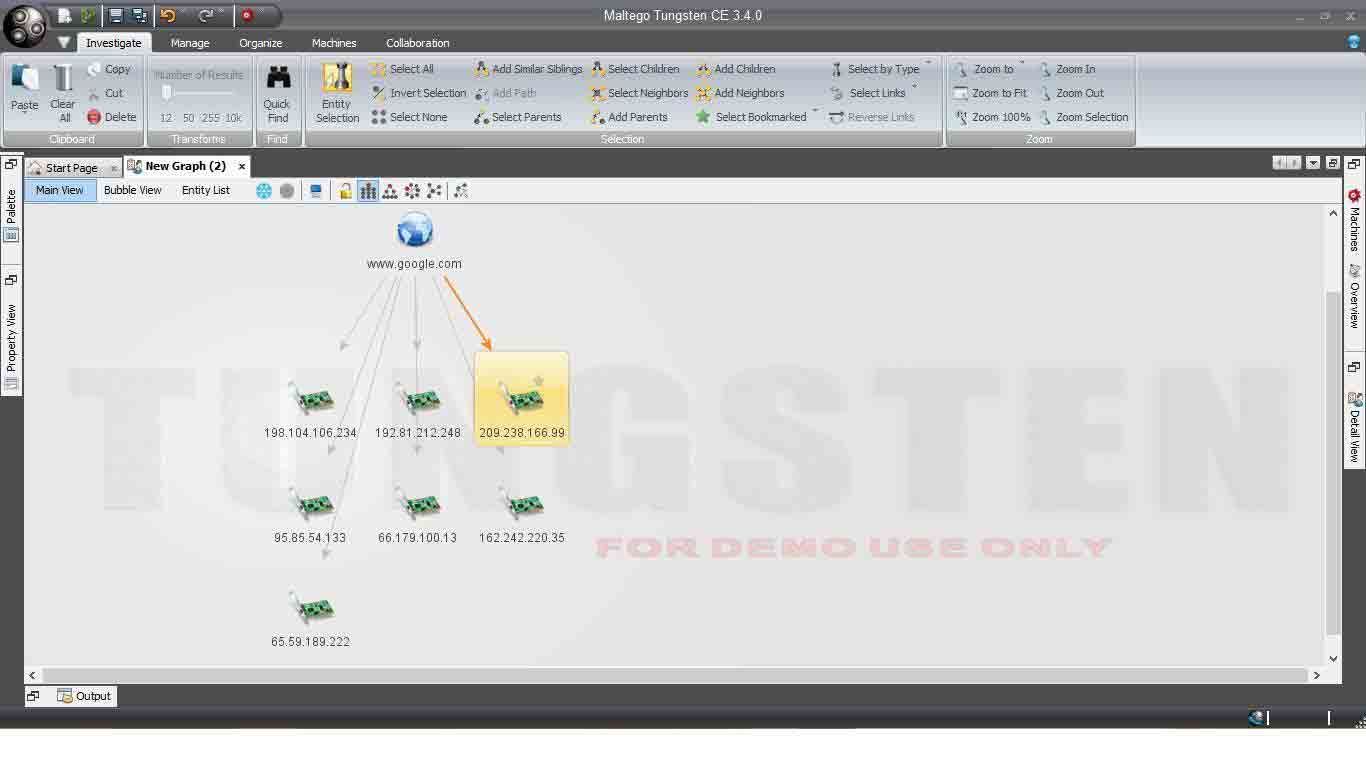 Maltego Tungsten CE 3.4.0
Investigate Manage Organize Machines Collaboration
Copy Number of Results Select All Add Similar Siblings Select Children Add Children Select by Type Zoom to Zoom In
Cut Invert Selection Add Path Select Neighbors Add Neighbors Select Links Zoom to Fit Zoom Out
Paste Clear All Delete 12 50 255 10k Quick Find Entity Selection Select None Select Parents Add Parents Select Bookmarked Reverse Links Zoom 100% Zoom Selection
Clipboard Transforms Find Selection Zoom
Start Page New Graph (2)
Main View Bubble View Entity List
Palette
Property View
Machines
Overview
Detail View
www.google.com
198.104.106.234 192.81.212.248 209.238.166.99
95.85.54.133 66.179.100.13 162.242.220.35
65.59.189.222
TUNGSTEN
FOR DEMO USE ONLY
Output